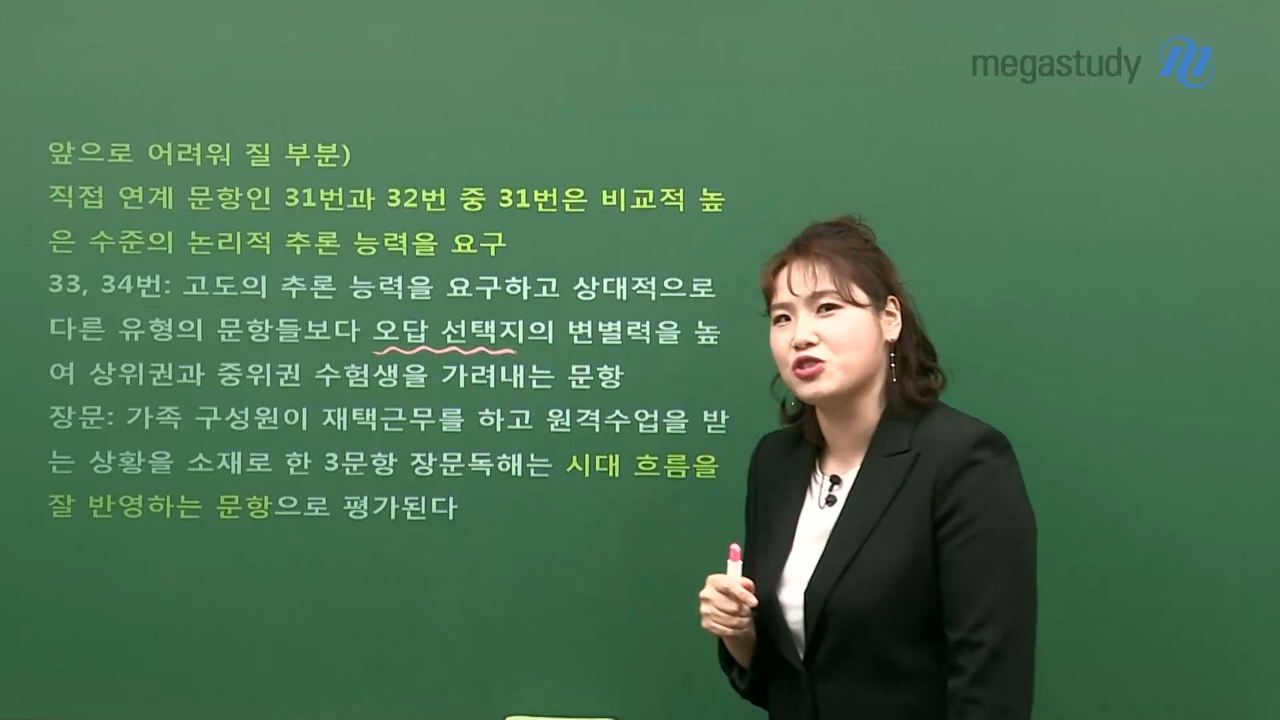 megastudy
앞으로 어려워 질 부분)
직접 연계 문항인 31번과 32번 중 31번은 비교적 높
은 수준의 논리적 추론 능력을 요구
33, 34번: 고도의 추론 능력을 요구하고 상대적으로
다른 유형의 문항들보다 오답 선택지의 변별력을 높
여 상위권과 중위권 수험생을 가려내는 문항
장문: 가족 구성원이 재택근무를 하고 원격수업을 받
는 상황을 소재로 한 3문항 장문독해는 시대 흐름을
잘 반영하는 문항으로 평가된다